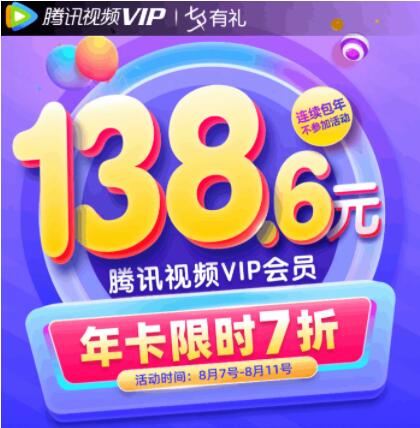 腾讯视频VIP | 七夕有礼
连续包年
不参加活动
138.6元
腾讯视频VIP会员
年卡限时7折
活动时间：8月7号-8月11号